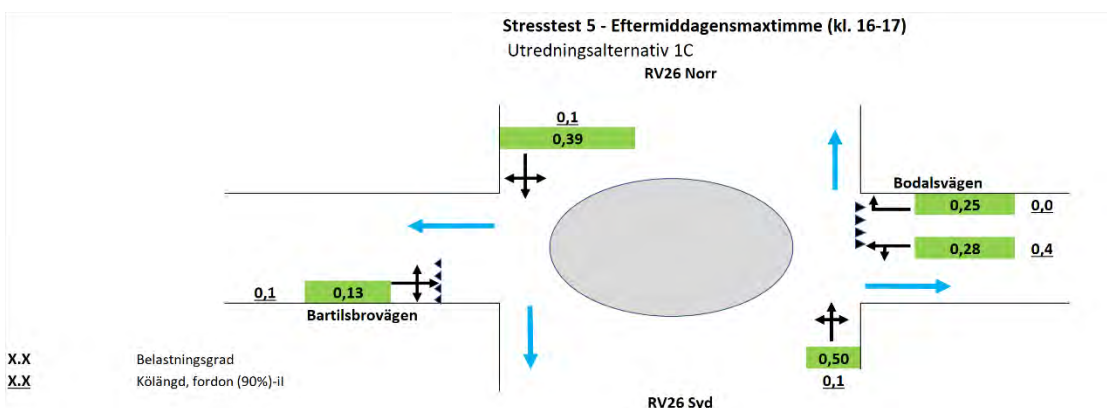 Stresstest 5 - Eftermiddagensmaxtimme (kl. 16-17)
Utredningsalternativ 1C
RV26 Norr
0,1
0,39
Bodalsvägen
0,25 0,0
0,28 0,4
0,1 0,13
Bartilsbrovägen
0,50
0,1
X.X Belastningsgrad
X.X Kölängd, fordon (90%)-il
RV26 Syd